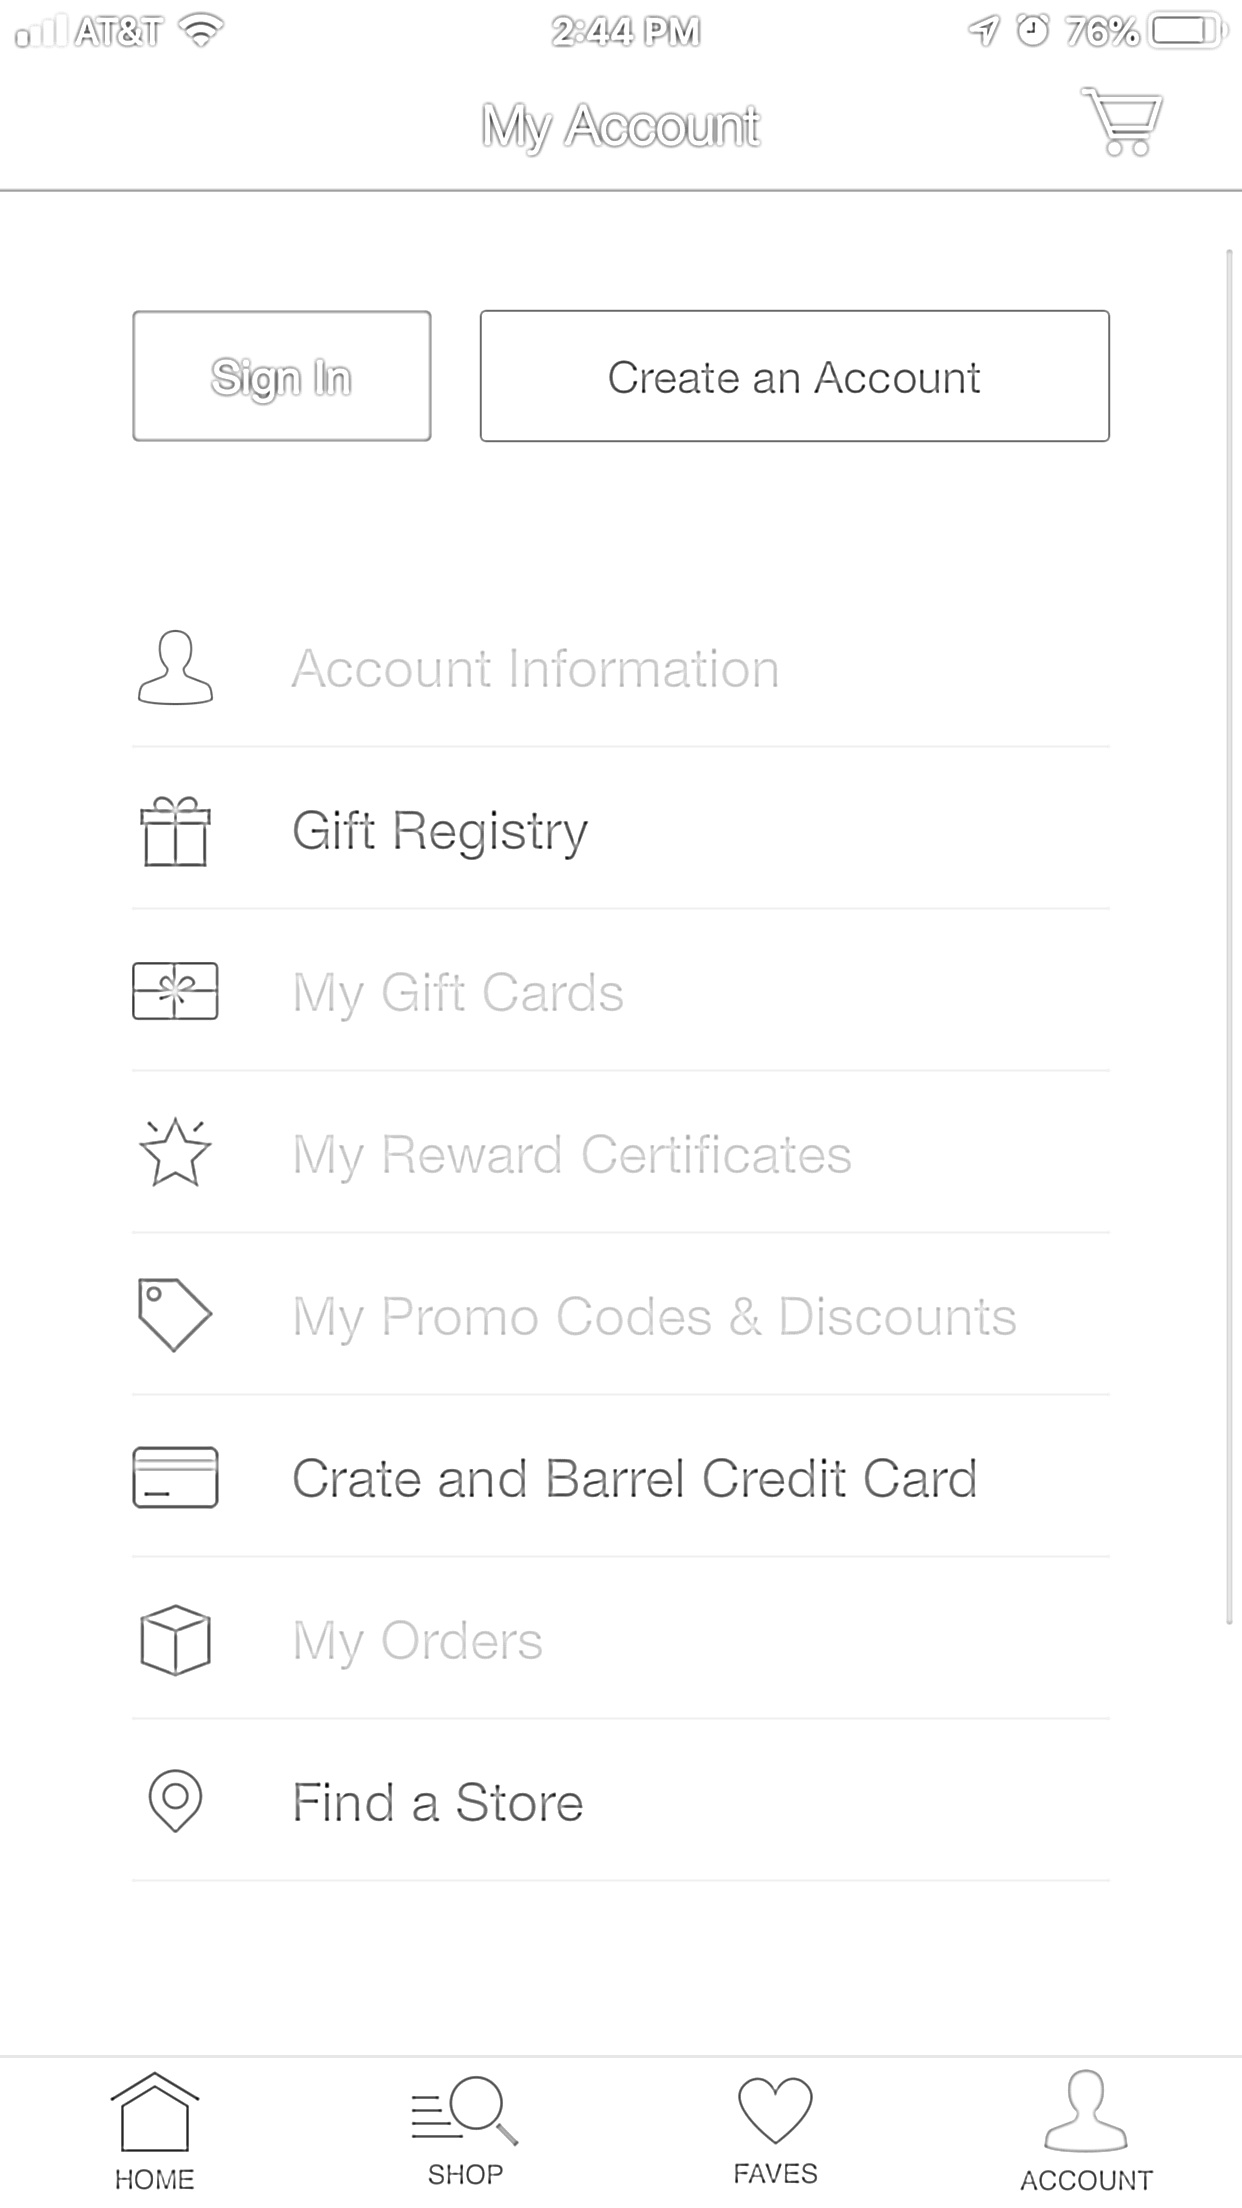 AT&T 2:44 PM 76%
My Account
Sign In Create an Account
Account Information
Gift Registry
My Gift Cards
My Reward Certificates
My Promo Codes & Discounts
Crate and Barrel Credit Card
My Orders
Find a Store
HOME SHOP FAVES ACCOUNT